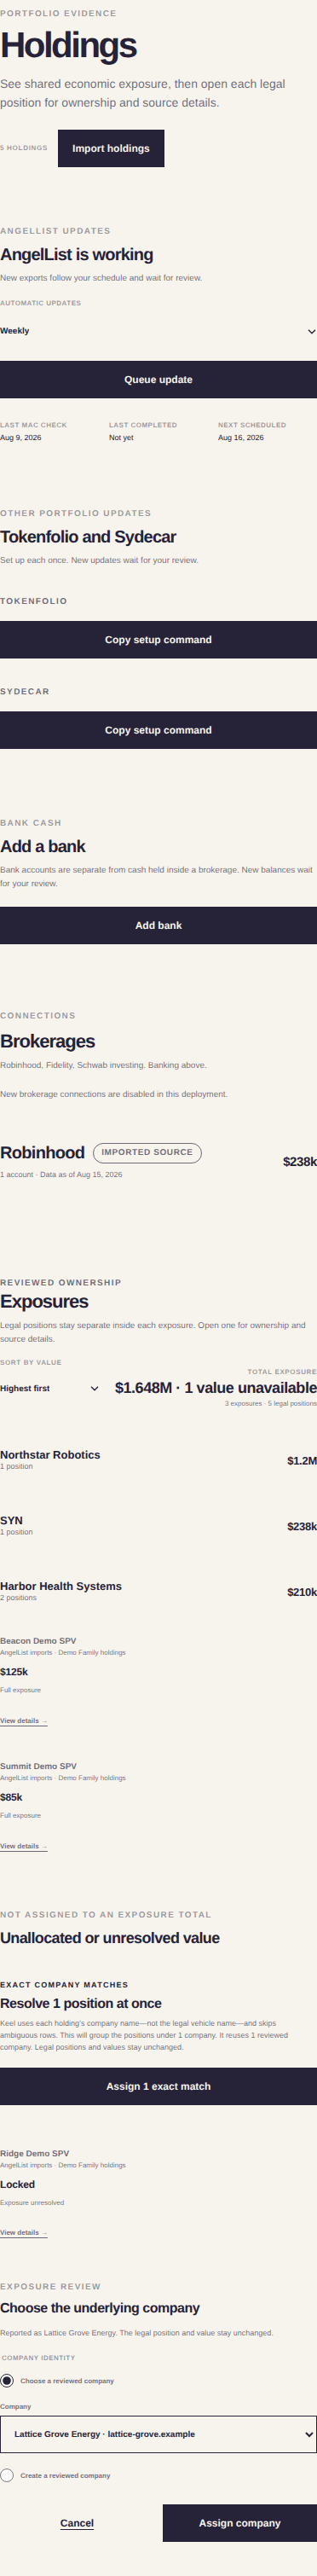 PORTFOLIO EVIDENCE
Holdings
See shared economic exposure, then open each legal
position for ownership and source details.
5 HOLDINGS
Import holdings
ANGELLIST UPDATES
AngelList is working
New exports follow your schedule and wait for review.
AUTOMATIC UPDATES
Weekly
Queue update
LAST MAC CHECK
Aug 9, 2026
LAST COMPLETED
Not yet
NEXT SCHEDULED
Aug 16, 2026
OTHER PORTFOLIO UPDATES
Tokenfolio and Sydecar
Set up each once. New updates wait for your review.
TOKENFOLIO
Copy setup command
SYDECAR
Copy setup command
BANK CASH
Add a bank
Bank accounts are separate from cash held inside a brokerage. New balances wait
for your review.
Add bank
CONNECTIONS
Brokerages
Robinhood, Fidelity, Schwab investing. Banking above.
New brokerage connections are disabled in this deployment.
Robinhood
IMPORTED SOURCE
1 account · Data as of Aug 15, 2026
$238k
REVIEWED OWNERSHIP
Exposures
Legal positions stay separate inside each exposure. Open one for ownership and
source details.
SORT BY VALUE
Highest first
TOTAL EXPOSURE
$1.648M · 1 value unavailable
3 exposures · 5 legal positions
Northstar Robotics
1 position
$1.2M
SYN
1 position
$238k
Harbor Health Systems
2 positions
$210k
Beacon Demo SPV
AngelList imports · Demo Family holdings
$125k
Full exposure
View details →
Summit Demo SPV
AngelList imports · Demo Family holdings
$85k
Full exposure
View details →
NOT ASSIGNED TO AN EXPOSURE TOTAL
Unallocated or unresolved value
EXACT COMPANY MATCHES
Resolve 1 position at once
Keel uses each holding's company name—not the legal vehicle name—and skips
ambiguous rows. This will group the positions under 1 company. It reuses 1 reviewed
company. Legal positions and values stay unchanged.
Assign 1 exact match
Ridge Demo SPV
AngelList imports · Demo Family holdings
Locked
Exposure unresolved
View details →
EXPOSURE REVIEW
Choose the underlying company
Reported as Lattice Grove Energy. The legal position and value stay unchanged.
COMPANY IDENTITY
Choose a reviewed company
Company
Lattice Grove Energy · lattice-grove.example
Create a reviewed company
Cancel
Assign company